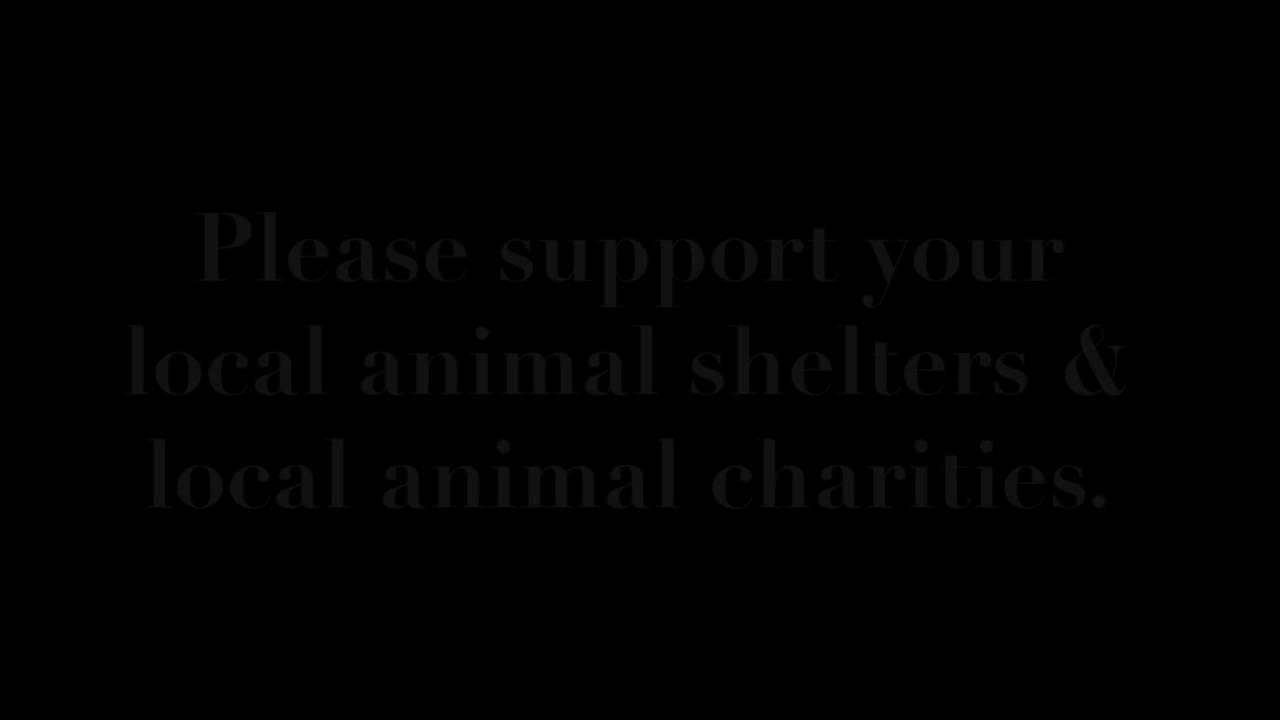 Please support your
local animal shelters &
local animal charities.